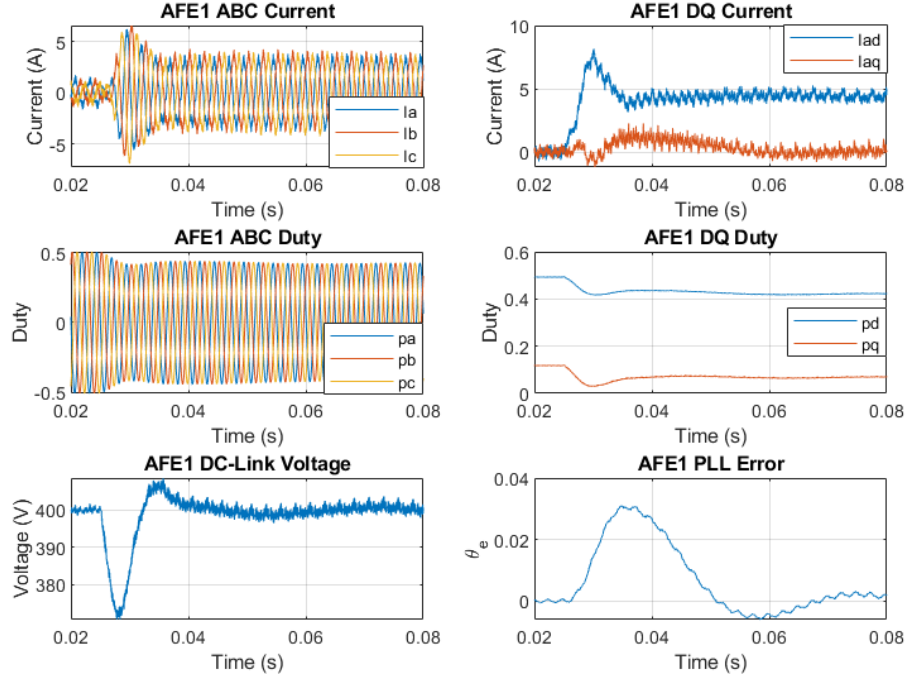 AFE1 ABC Current
Current (A)
5
0
-5
Ia
Ib
Ic
0.02
0.04
0.06
0.08
Time (s)
AFE1 DQ Current
Current (A)
10
5
0
Iad
Iaq
0.02
0.04
0.06
0.08
Time (s)
AFE1 ABC Duty
Duty
0.5
0
-0.5
pa
pb
pc
0.02
0.04
0.06
0.08
Time (s)
AFE1 DQ Duty
Duty
0.6
0.4
0.2
0
pd
pq
0.02
0.04
0.06
0.08
Time (s)
AFE1 DC-Link Voltage
Voltage (V)
400
390
380
0.02
0.04
0.06
0.08
Time (s)
AFE1 PLL Error
θe
0.04
0.02
0
0.02
0.04
0.06
0.08
Time (s)